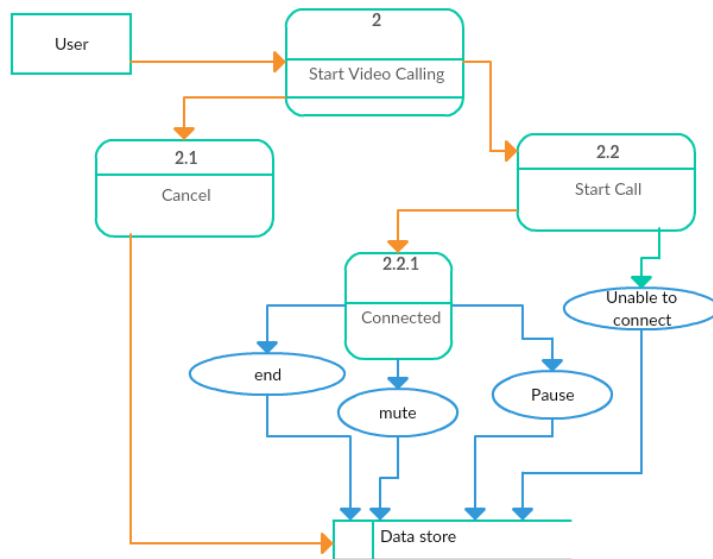 User
2
Start Video Calling
2.1
Cancel
2.2
Start Call
2.2.1
Connected
Unable to
connect
end
mute
Pause
Data store